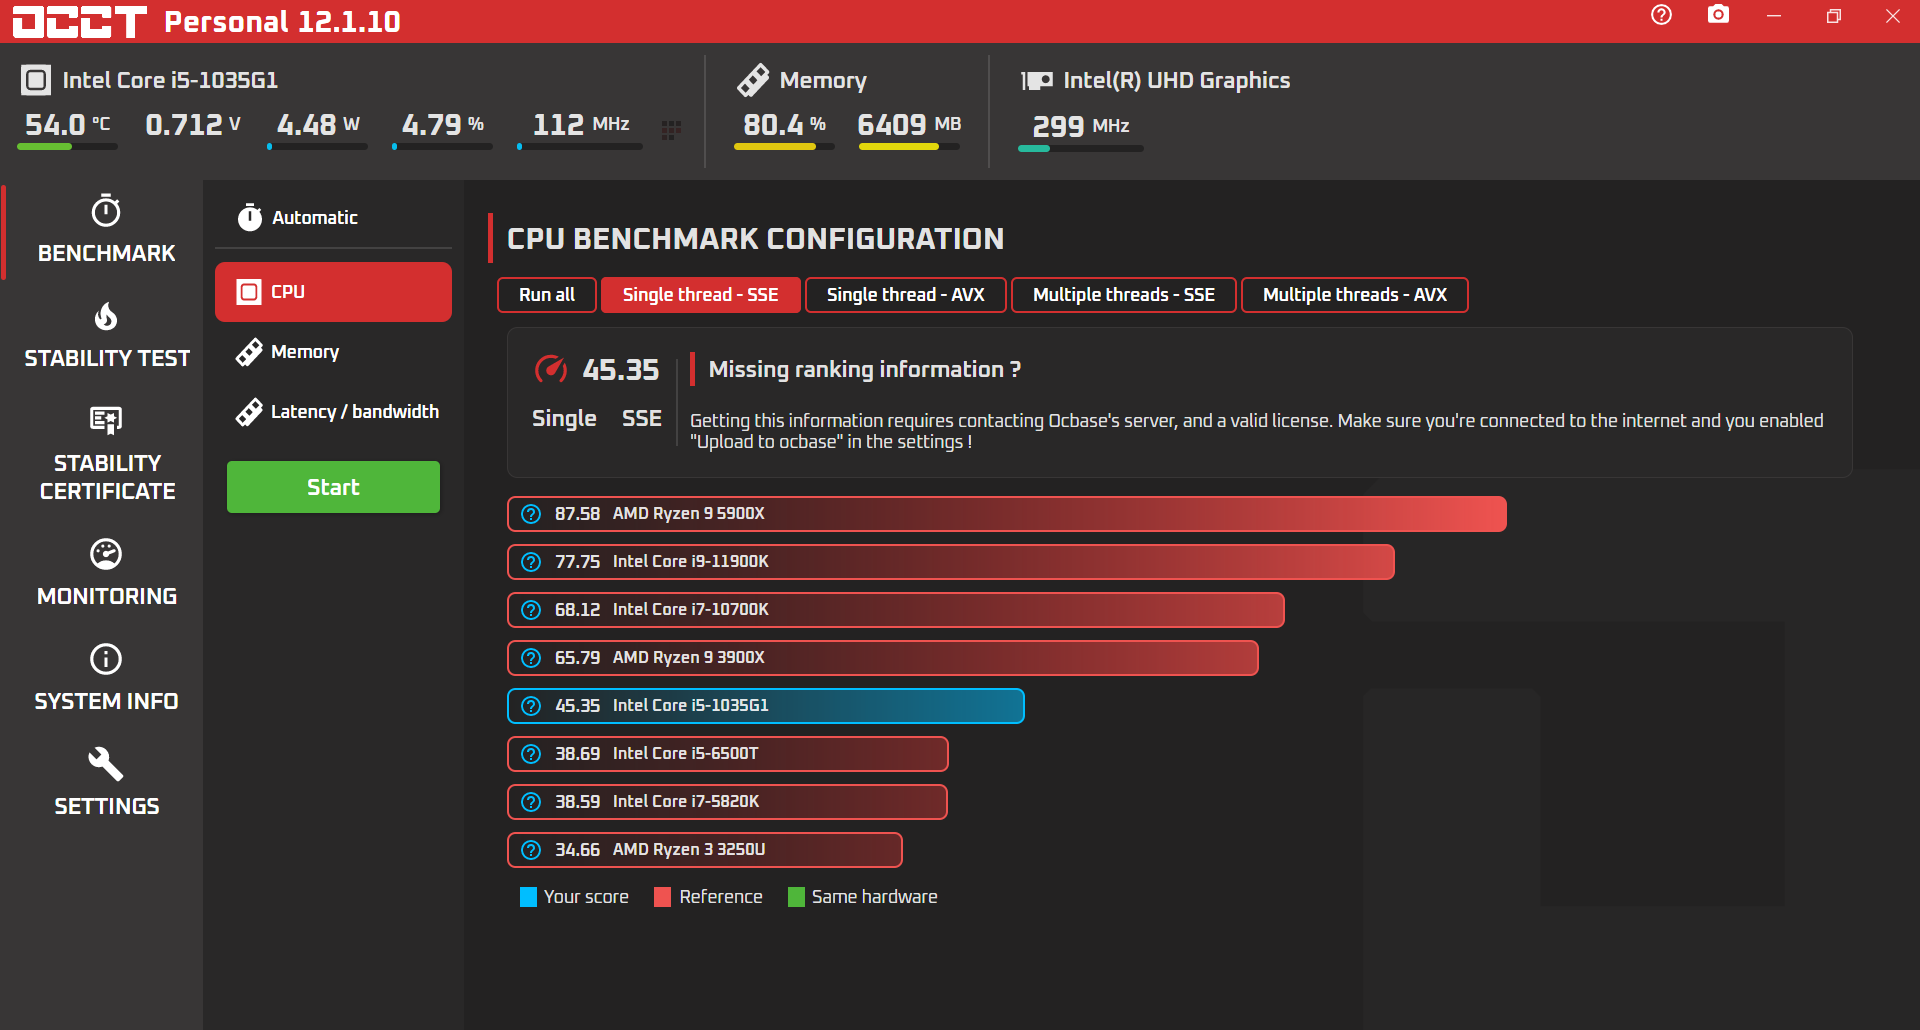 OCCT Personal 12.1.10
Intel Core i5-1035G1
54.0 °C 0.712 V 4.48 W 4.79 % 112 MHz
Memory
80.4 % 6409 MB
Intel(R) UHD Graphics
299 MHz
BENCHMARK
STABILITY TEST
STABILITY
CERTIFICATE
MONITORING
SYSTEM INFO
SETTINGS
Automatic
CPU
Memory
Latency / bandwidth
Start
CPU BENCHMARK CONFIGURATION
Run all
Single thread - SSE
Single thread - AVX
Multiple threads - SSE
Multiple threads - AVX
45.35
Single SSE
Missing ranking information ?
Getting this information requires contacting Ocbase's server, and a valid license. Make sure you're connected to the internet and you enabled
"Upload to ocbase" in the settings !
87.58 AMD Ryzen 9 5900X
77.75 Intel Core i9-11900K
68.12 Intel Core i7-10700K
65.79 AMD Ryzen 9 3900X
45.35 Intel Core i5-1035G1
38.69 Intel Core i5-6500T
38.59 Intel Core i7-5820K
34.66 AMD Ryzen 3 3250U
Your score Reference Same hardware